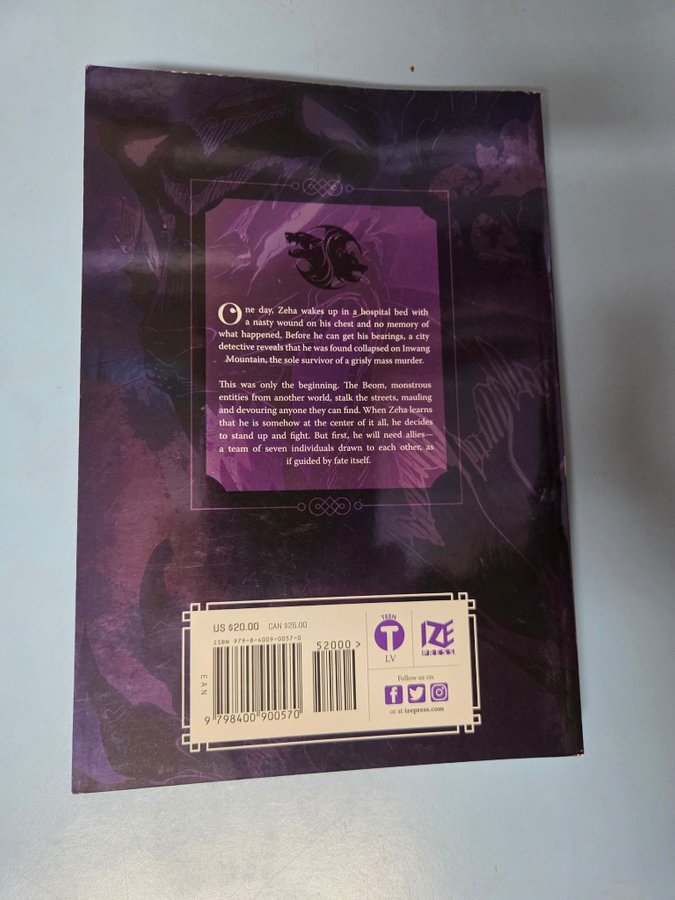 One day, Zeha wakes up in a hospital bed with
a nasty wound on his chest and no memory of
what happened. Before he can get his bearings, a city
detective reveals that he was found collapsed on Inwang
Mountain, the sole survivor of a grisly mass murder.
This was only the beginning. The Beom, monstrous
entities from another world, stalk the streets, mauling
and devouring anyone they can find. When Zeha learns
that he is somehow at the center of it all, he decides
to stand up and fight. But first, he will need allies—
a team of seven individuals drawn to each other, as
if guided by fate itself.
US $20.00 CAN $26.00
ISBN 979-8-4009-0057-0
52000>
EAN
9 798400 900570
TEEN
T
LV
IZE
PRESS
Follow us on
or at izepress.com